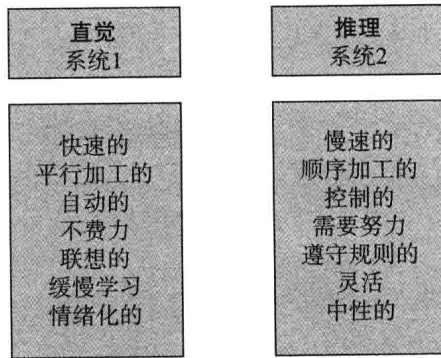 直觉
系统1
快速的
平行加工的
自动的
不费力
联想的
缓慢学习
情绪化的
推理
系统2
慢速的
顺序加工的
控制的
需要努力
遵守规则的
灵活
中性的